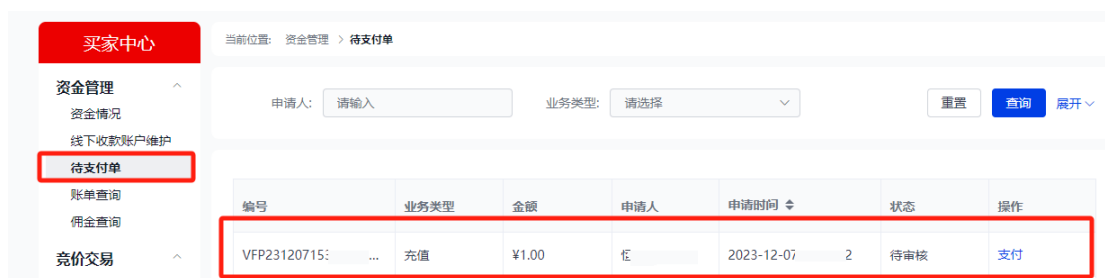 买家中心
当前位置: 资金管理 > 待支付单
资金管理
资金情况
线下收款账户维护
待支付单
账单查询
佣金查询
竞价交易
申请人: 请输入 业务类型: 请选择 重置 查询 展开
编号 业务类型 金额 申请人 申请时间 状态 操作
VFP23120715 ... 充值 ¥1.00 2023-12-07 2 待审核 支付